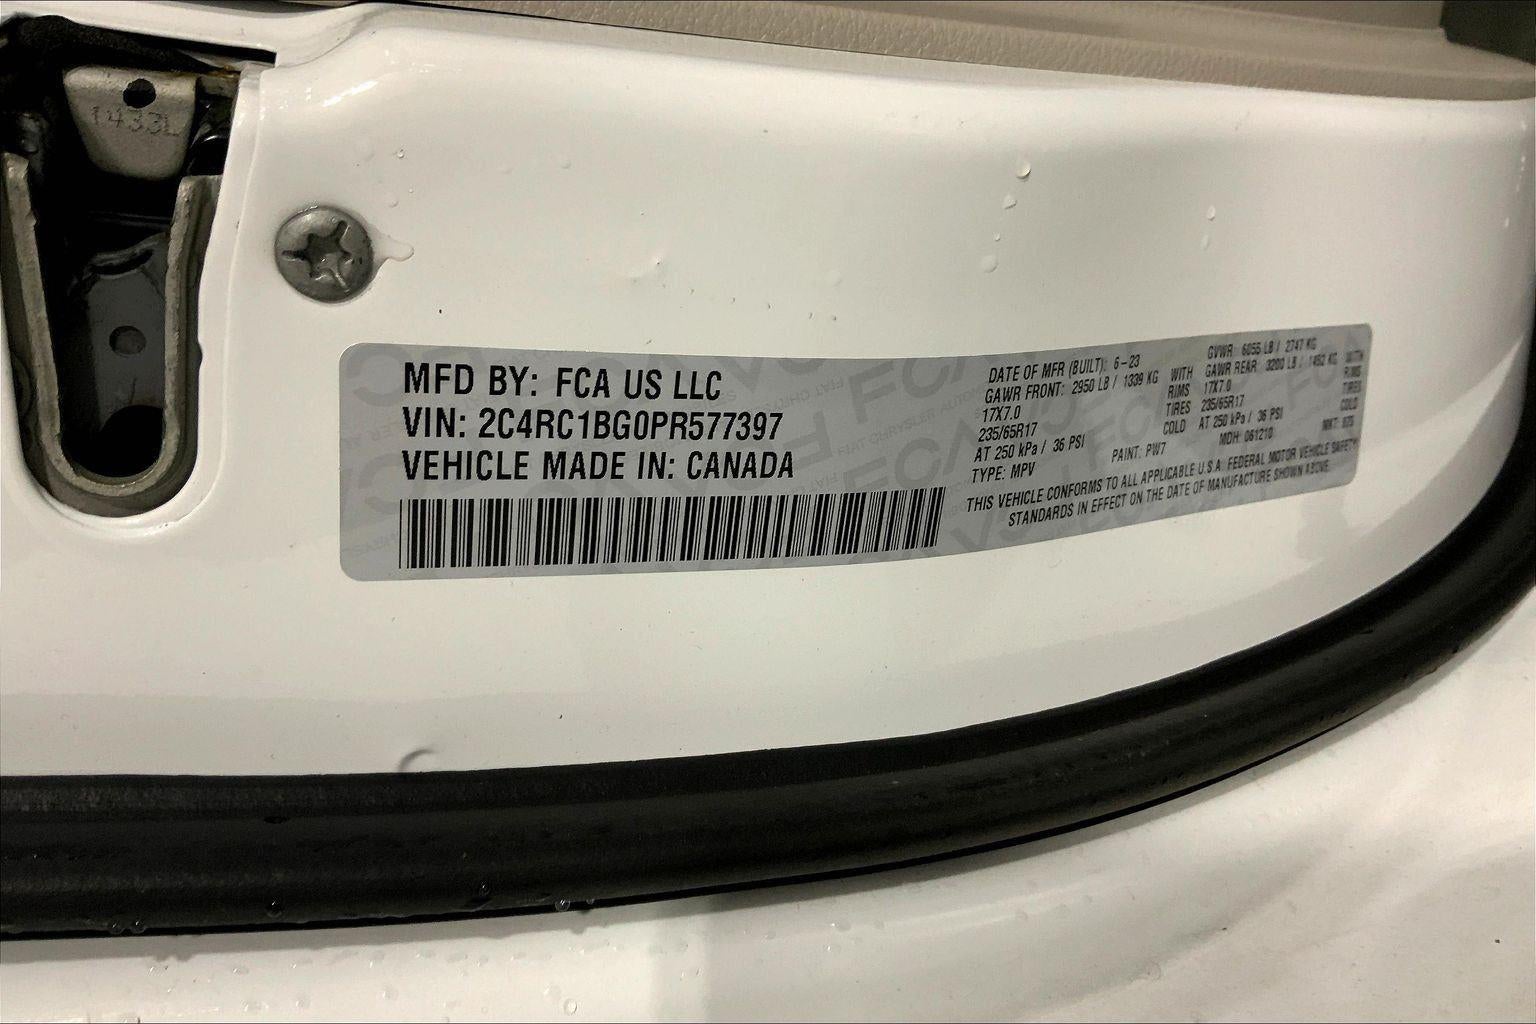 1433L
MFD BY: FCA US LLC
VIN: 2C4RC1BG0PR577397
VEHICLE MADE IN: CANADA
DATE OF MFR (BUILT): 6-23 GVWR: 6055 LB / 2747 KG
GAWR FRONT: 2950 LB / 1339 KG WITH GAWR REAR 3200 LB / 1452 KG WITH
17X7.0 RIMS 17X7.0 RIMS
235/65R17 TIRES 235/65R17 TIRES
AT 250 kPa / 36 PSI COLD AT 250 kPa / 36 PSI COLD
TYPE: MPV PAINT: PW7 MDH: 061210 MKT:
THIS VEHICLE CONFORMS TO ALL APPLICABLE U.S.A. FEDERAL MOTOR VEHICLE SAFETY
STANDARDS IN EFFECT ON THE DATE OF MANUFACTURE SHOWN ABOVE.